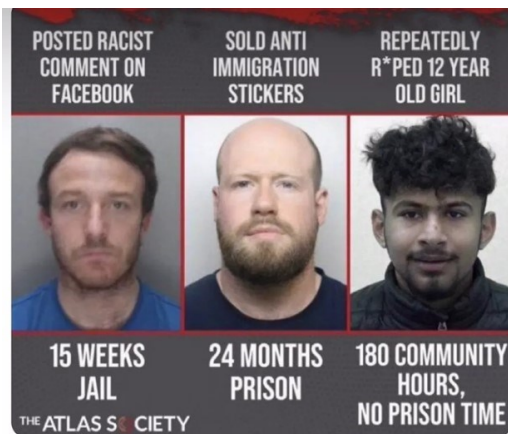 POSTED RACIST
COMMENT ON
FACEBOOK
SOLD ANTI
IMMIGRATION
STICKERS
REPEATEDLY
R*PED 12 YEAR
OLD GIRL
15 WEEKS
JAIL
24 MONTHS
PRISON
180 COMMUNITY
HOURS,
NO PRISON TIME
THE ATLAS SOCIETY